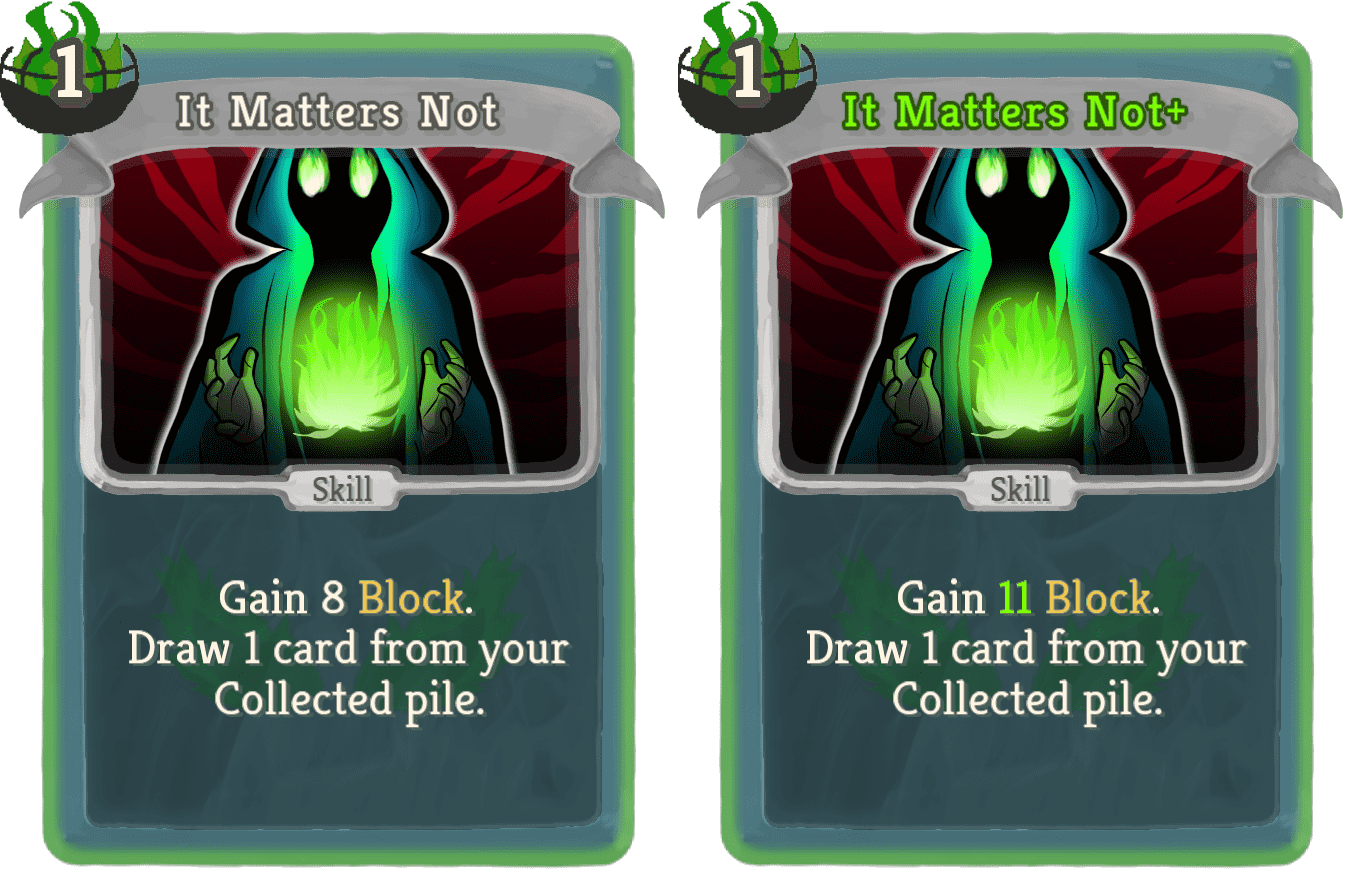 1
It Matters Not
Skill
Gain 8 Block.
Draw 1 card from your
Collected pile.
1
It Matters Not+
Skill
Gain 11 Block.
Draw 1 card from your
Collected pile.